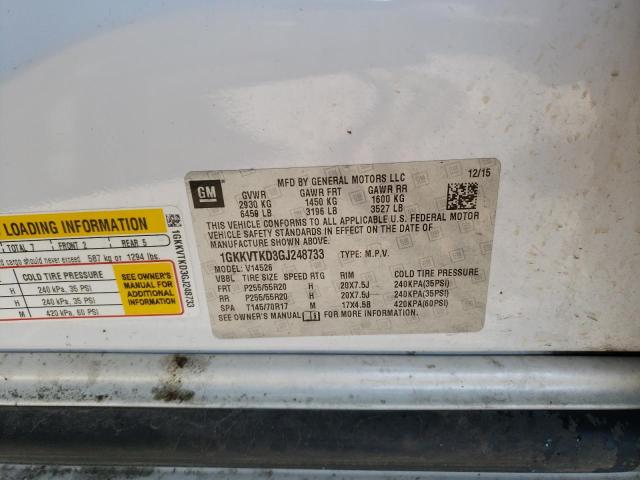 GM
MFD BY GENERAL MOTORS LLC
12/15
GVWR GAWR FRT GAWR RR
2930 KG 1450 KG 1600 KG
6459 LB 3196 LB 3527 LB
THIS VEHICLE CONFORMS TO ALL APPLICABLE U.S. FEDERAL MOTOR
VEHICLE SAFETY STANDARDS IN EFFECT ON THE DATE OF
MANUFACTURE SHOWN ABOVE.
1GKKVTKD3GJ248733 TYPE: M.P.V.
MODEL: V14526
VBBL TIRE SIZE SPEED RTG RIM COLD TIRE PRESSURE
FRT P255/55R20 H 20X7.5J 240KPA(35PSI)
RR P255/55R20 H 20X7.5J 240KPA(35PSI)
SPA T145/70R17 M 17X4.5B 420KPA(60PSI)
SEE OWNER'S MANUAL FOR MORE INFORMATION.
LOADING INFORMATION
TOTAL 7 FRONT 2 REAR 5
cargo should never exceed 587 kg or 1294 lbs.
COLD TIRE PRESSURE
H 240 kPa, 35 PSI
H 240 kPa, 35 PSI
M 420 kPa, 60 PSI
SEE OWNER'S
MANUAL FOR
ADDITIONAL
INFORMATION
1GKKVTKD3GJ248733